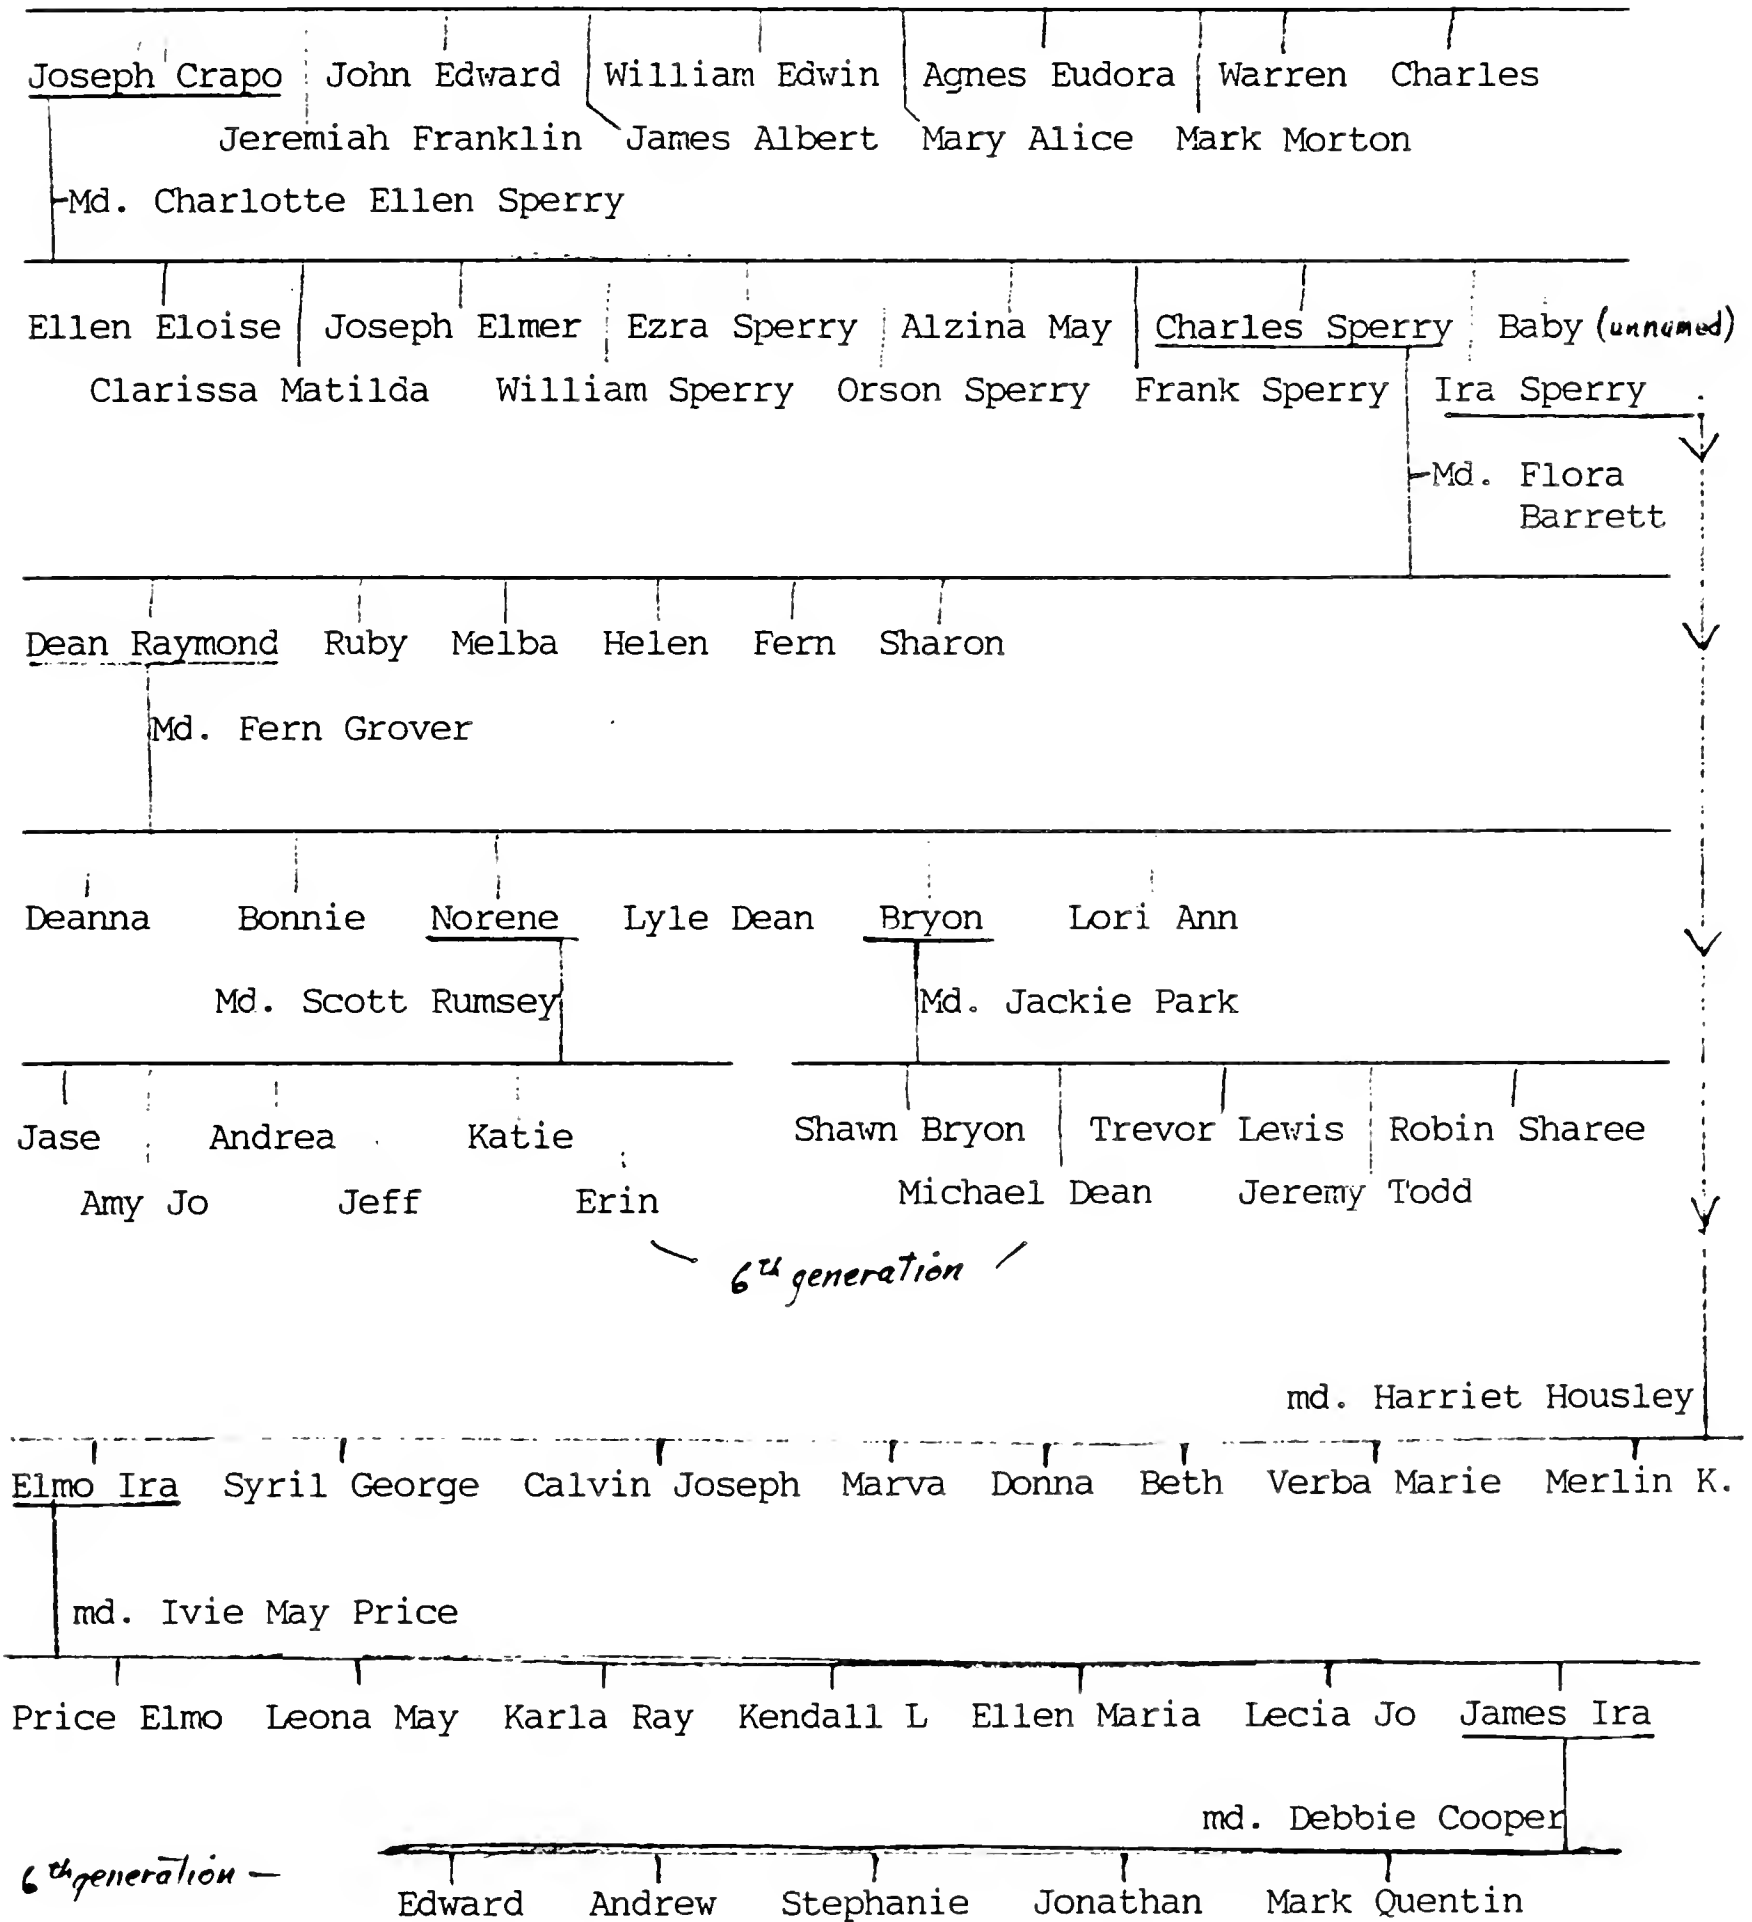 Joseph Crapo John Edward William Edwin Agnes Eudora Warren Charles
Jeremiah Franklin James Albert Mary Alice Mark Morton
Md. Charlotte Ellen Sperry
Ellen Eloise Joseph Elmer Ezra Sperry Alzina May Charles Sperry Baby (unnamed)
Clarissa Matilda William Sperry Orson Sperry Frank Sperry Ira Sperry
Md. Flora
Barrett
Dean Raymond Ruby Melba Helen Fern Sharon
Md. Fern Grover
Deanna Bonnie Norene Lyle Dean Bryon Lori Ann
Md. Scott Rumsey Md. Jackie Park
Jase Andrea Katie Shawn Bryon Trevor Lewis Robin Sharee
Amy Jo Jeff Erin Michael Dean Jeremy Todd
6th generation
md. Harriet Housley
Elmo Ira Syril George Calvin Joseph Marva Donna Beth Verba Marie Merlin K.
md. Ivie May Price
Price Elmo Leona May Karla Ray Kendall L Ellen Maria Lecia Jo James Ira
md. Debbie Cooper
6th generation —
Edward Andrew Stephanie Jonathan Mark Quentin